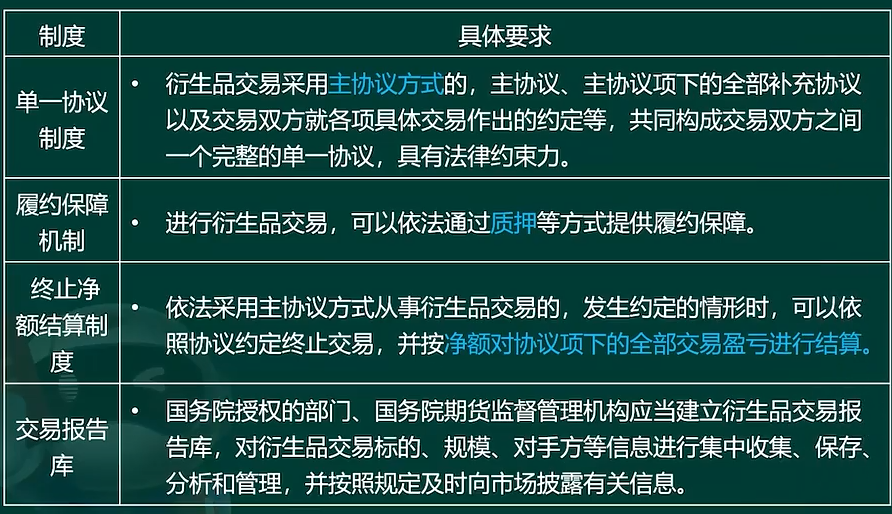 制度
具体要求
单一协议
制度
• 衍生品交易采用主协议方式的，主协议、主协议项下的全部补充协议
以及交易双方就各项具体交易作出的约定等，共同构成交易双方之间
一个完整的单一协议，具有法律约束力。
履约保障
机制
• 进行衍生品交易，可以依法通过质押等方式提供履约保障。
终止净
额结算制
度
• 依法采用主协议方式从事衍生品交易的，发生约定的情形时，可以依
照协议约定终止交易，并按净额对协议项下的全部交易盈亏进行结算。
交易报告
库
• 国务院授权的部门、国务院期货监督管理机构应当建立衍生品交易报
告库，对衍生品交易标的、规模、对手方等信息进行集中收集、保存、
分析和管理，并按照规定及时向市场披露有关信息。